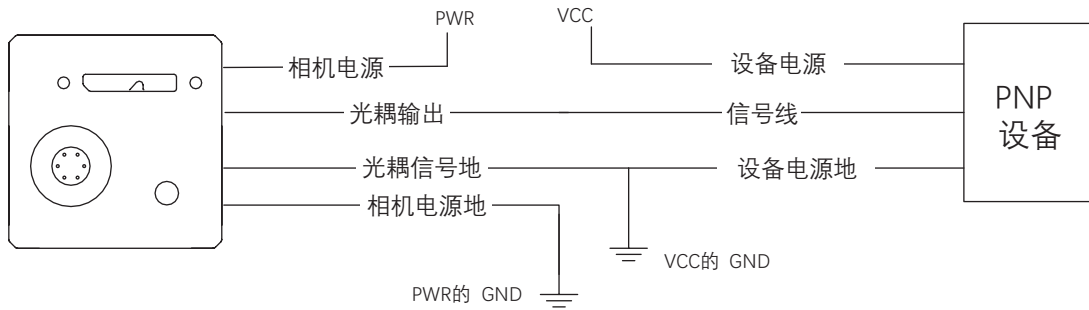 PWR
VCC
相机电源
设备电源
光耦输出
信号线
PNP
设备
光耦信号地
设备电源地
相机电源地
VCC的 GND
PWR的 GND